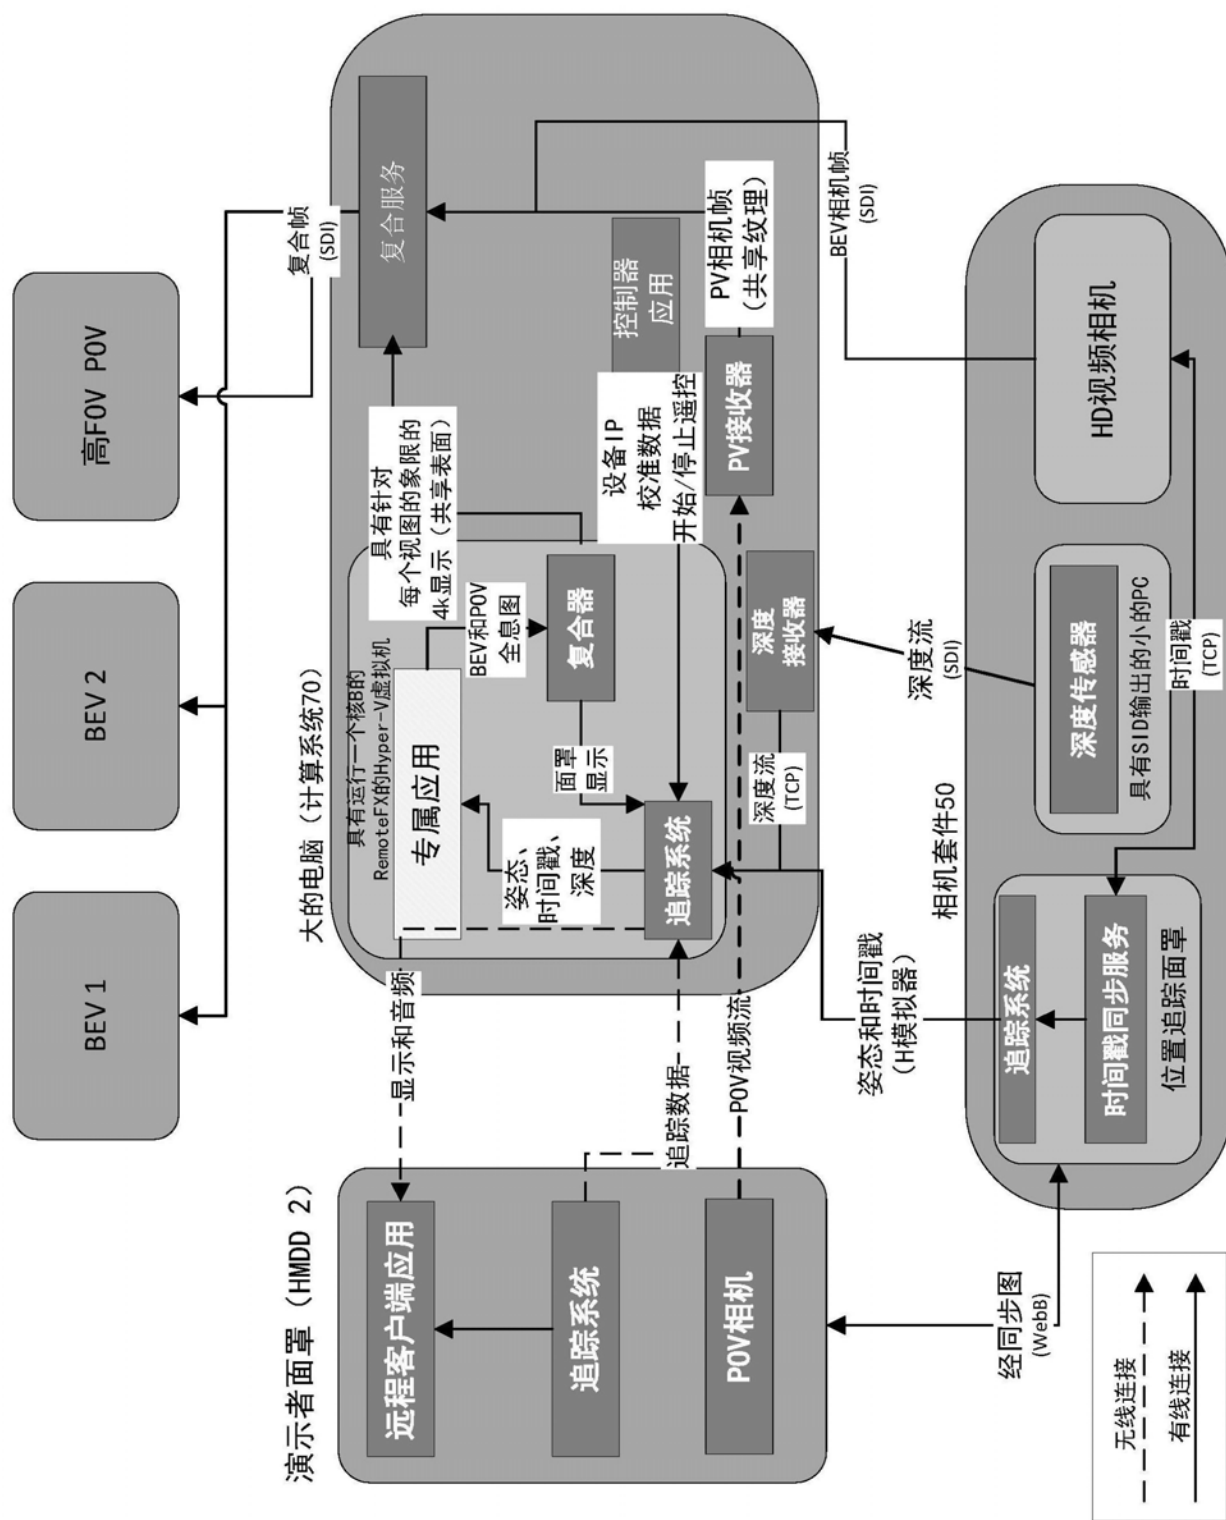 演示者面罩（HMDD 2）
远程客户端应用
追踪系统
POV相机
BEV 1
BEV 2
高FOV POV
复合帧
(SDI)
大的电脑（计算系统70）
具有运行一个核B的
RemoteFX的Hyper-V虚拟机
专属应用
BEV和POV
全息图
复合器
面罩
显示
姿态、
时间戳、
深度
追踪系统
具有针对
每个视图的象限的
4k显示（共享表面）
复合服务
控制器
应用
设备IP
校准数据
开始/停止遥控
PV接收器
PV相机帧
（共享纹理）
深度
接收器
深度流
(TCP)
显示和音频
追踪数据
POV视频流
BEV相机帧
(SDI)
深度流
(SDI)
姿态和时间戳
（H模拟器）
经同步图
(WebB)
相机套件50
追踪系统
时间戳同步服务
位置追踪面罩
深度传感器
具有SID输出的小的PC
HD视频相机
时间戳
(TCP)
无线连接
有线连接